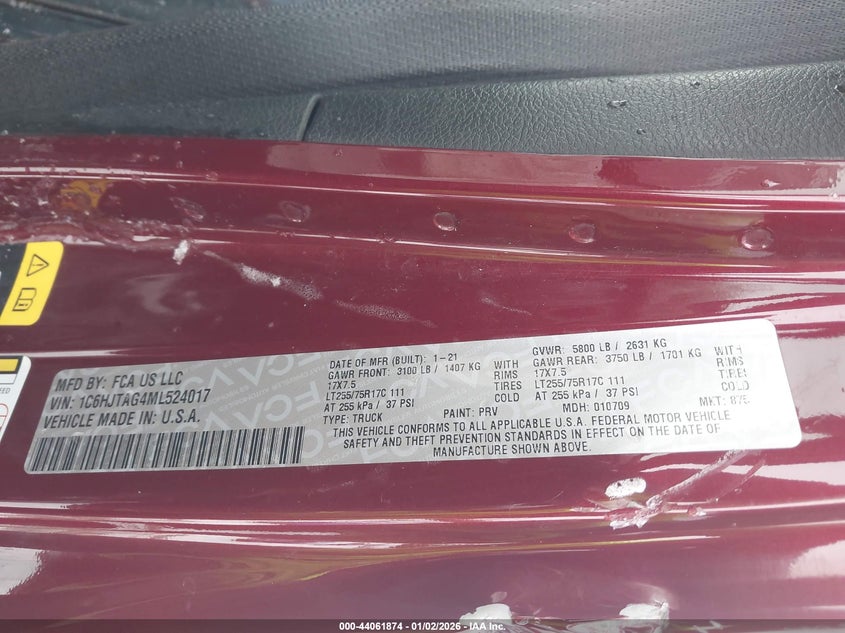 MFD BY: FCA US LLC
VIN: 1C6HJTAG4ML524017
VEHICLE MADE IN: U.S.A.
DATE OF MFR (BUILT): 1-21
GAWR FRONT: 3100 LB / 1407 KG WITH
17X7.5 RIMS
LT255/75R17C 111 TIRES
AT 255 kPa / 37 PSI COLD
GVWR: 5800 LB / 2631 KG
GAWR REAR: 3750 LB / 1701 KG WITH
17X7.5 RIMS
LT255/75R17C 111 TIRES
AT 255 kPa / 37 PSI COLD
TYPE: TRUCK PAINT: PRV MDH: 010709 MKT:
THIS VEHICLE CONFORMS TO ALL APPLICABLE U.S.A. FEDERAL MOTOR VEHICLE
SAFETY AND THEFT PREVENTION STANDARDS IN EFFECT ON THE DATE OF
MANUFACTURE SHOWN ABOVE.
000-44061874 | 01/02/2026 - IAA Inc.